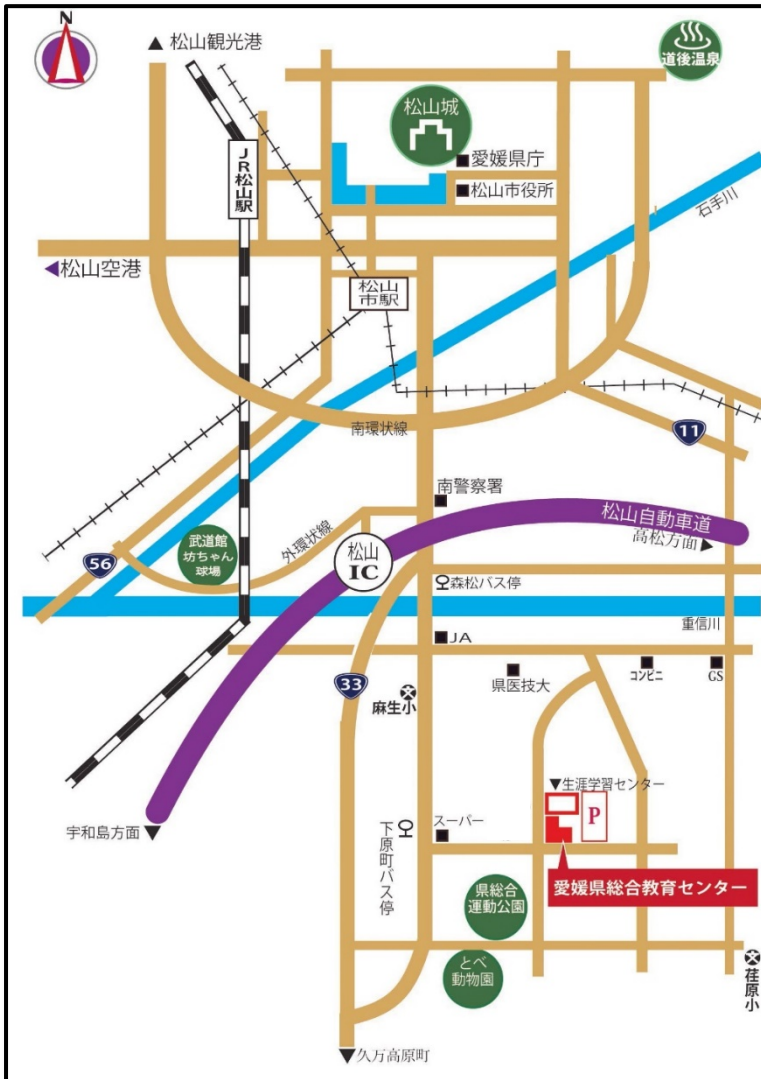 N
▲ 松山観光港
道後温泉
松山城
■愛媛県庁
■松山市役所
JR松山駅
石手川
◀松山空港
松山
市駅
南環状線
11
南警察署
松山自動車道
高松方面▶
武道館
坊ちゃん
球場
外環状線
松山
IC
56
森松バス停
重信川
JA
33
麻生小
県医技大
コンビニ
GS
▼生涯学習センター
P
宇和島方面▼
下原町バス停
スーパー
愛媛県総合教育センター
県総合
運動公園
とべ
動物園
荏原小
▼久万高原町